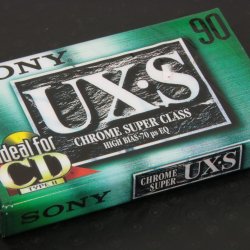 SONY
90
UX·S
CHROME SUPER CLASS
HIGH BIAS·70 µs EQ
Ideal for
CD
TYPE II
CHROME
SUPER
UX·S
SONY